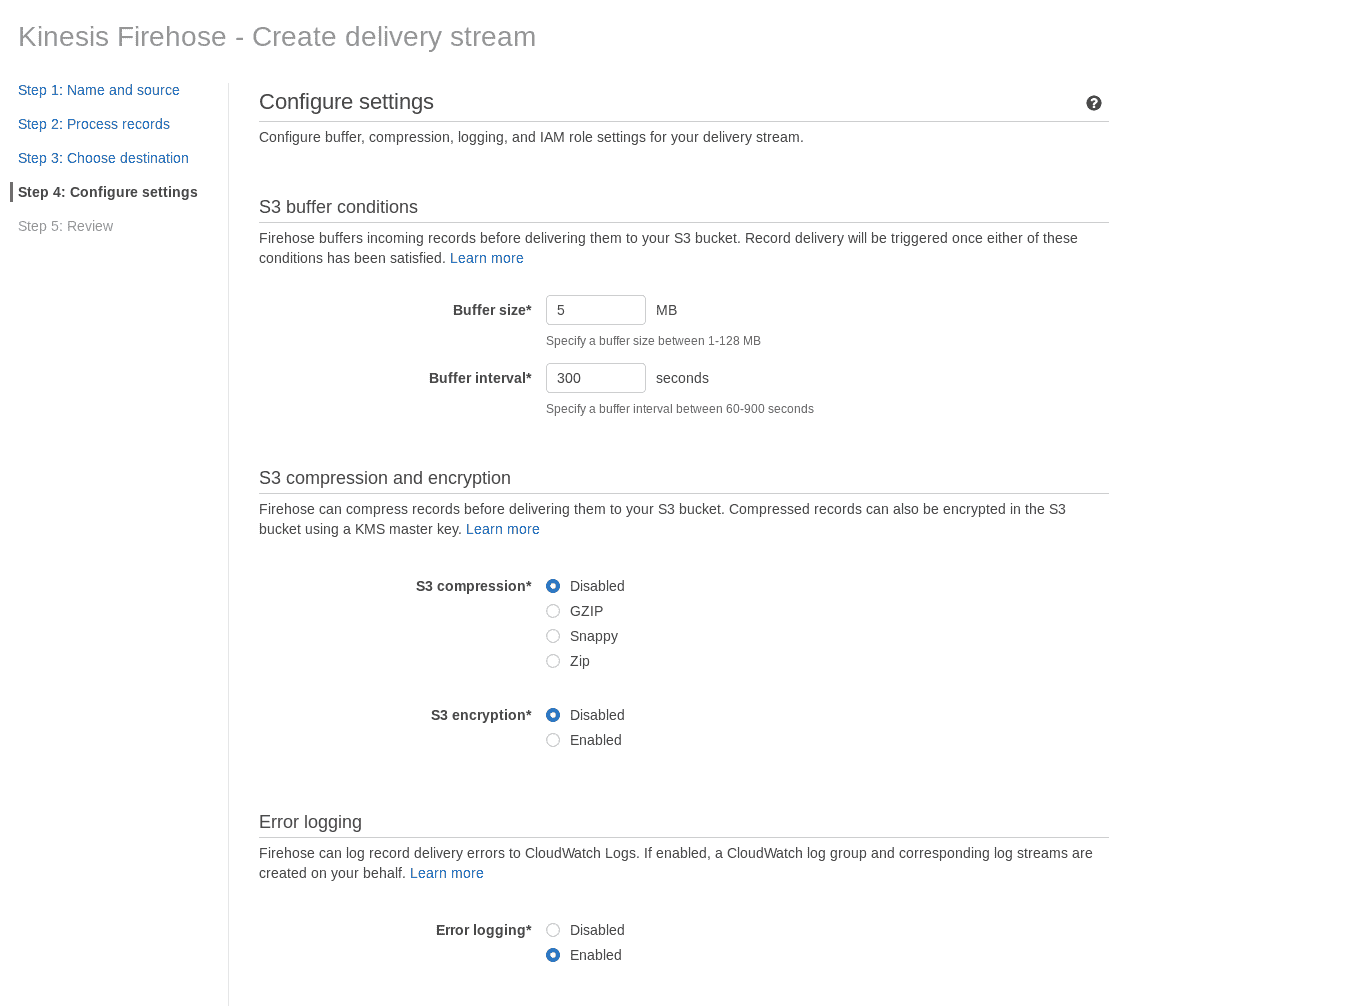 Kinesis Firehose - Create delivery stream
Step 1: Name and source
Step 2: Process records
Step 3: Choose destination
Step 4: Configure settings
Step 5: Review
Configure settings
Configure buffer, compression, logging, and IAM role settings for your delivery stream.
S3 buffer conditions
Firehose buffers incoming records before delivering them to your S3 bucket. Record delivery will be triggered once either of these
conditions has been satisfied. Learn more
Buffer size* 5 MB
Specify a buffer size between 1-128 MB
Buffer interval* 300 seconds
Specify a buffer interval between 60-900 seconds
S3 compression and encryption
Firehose can compress records before delivering them to your S3 bucket. Compressed records can also be encrypted in the S3
bucket using a KMS master key. Learn more
S3 compression* Disabled
GZIP
Snappy
Zip
S3 encryption* Disabled
Enabled
Error logging
Firehose can log record delivery errors to CloudWatch Logs. If enabled, a CloudWatch log group and corresponding log streams are
created on your behalf. Learn more
Error logging* Disabled
Enabled